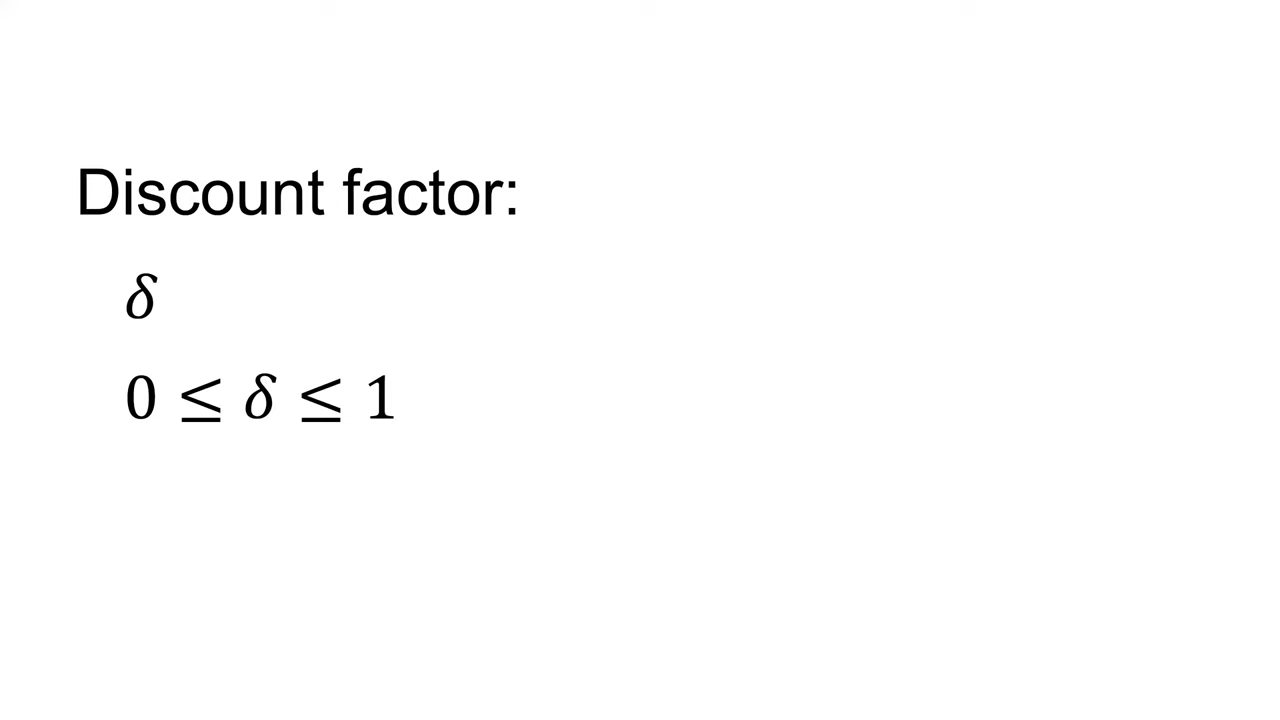 Discount factor:
𝛿
0 ≤ 𝛿 ≤ 1